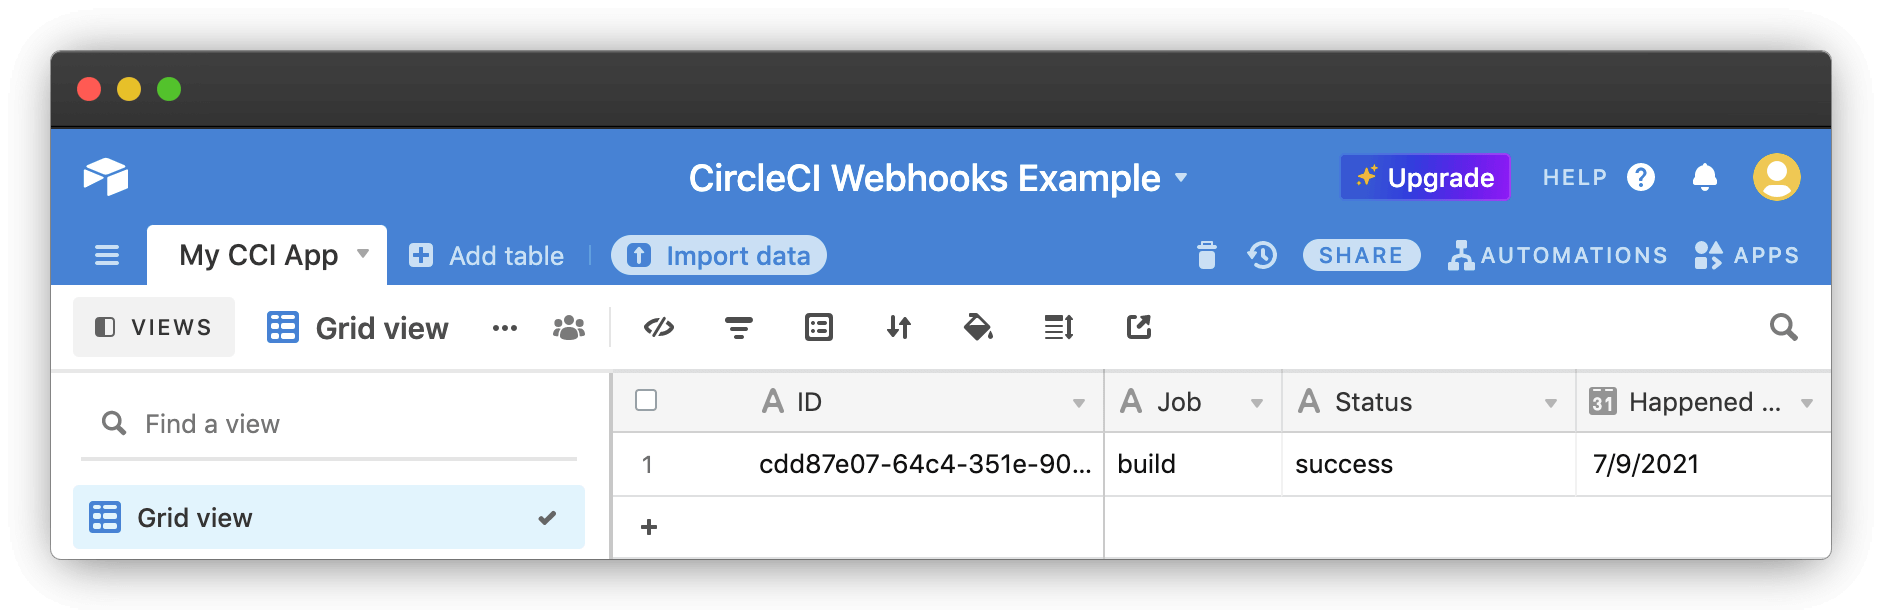 CircleCI Webhooks Example
Upgrade
HELP ?
My CCI App
Add table
Import data
SHARE
AUTOMATIONS
APPS
VIEWS
Grid view
Find a view
Grid view
A ID
A Job
A Status
31 Happened ...
1 cdd87e07-64c4-351e-90... build success 7/9/2021
+